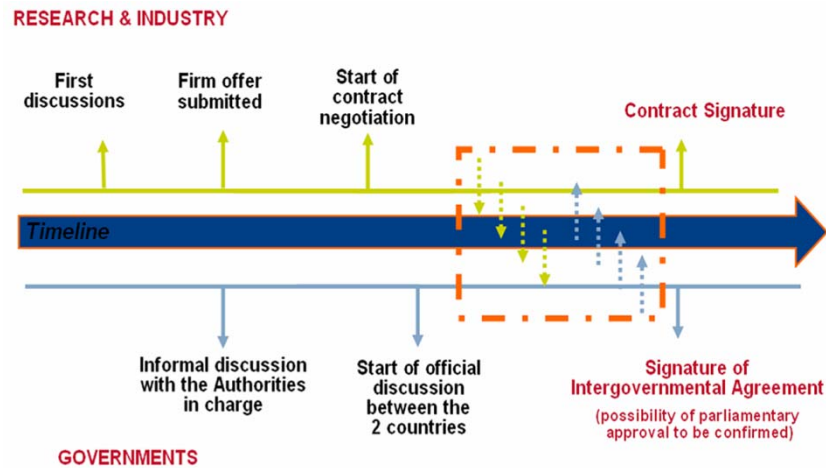 RESEARCH & INDUSTRY
First
discussions
Firm offer
submitted
Start of
contract
negotiation
Contract Signature
Timeline
Informal discussion
with the Authorities
in charge
Start of official
discussion
between the
2 countries
Signature of
Intergovernmental Agreement
(possibility of parliamentary
approval to be confirmed)
GOVERNMENTS